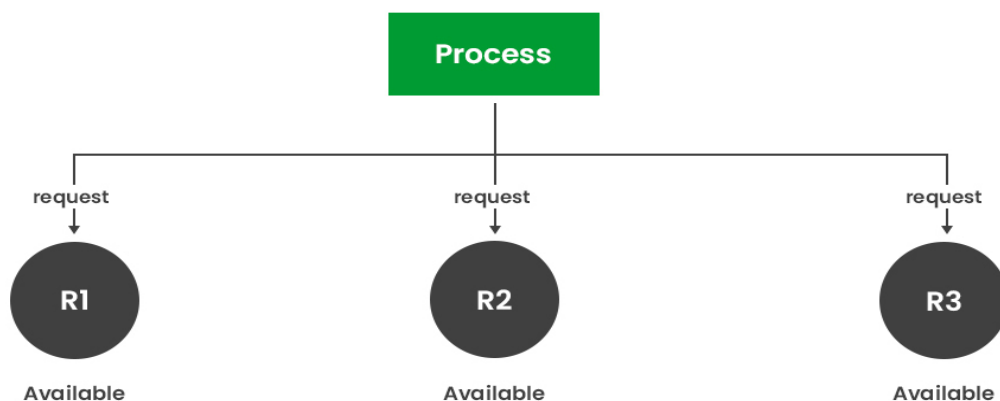 Process
request
request
request
R1
R2
R3
Available
Available
Available